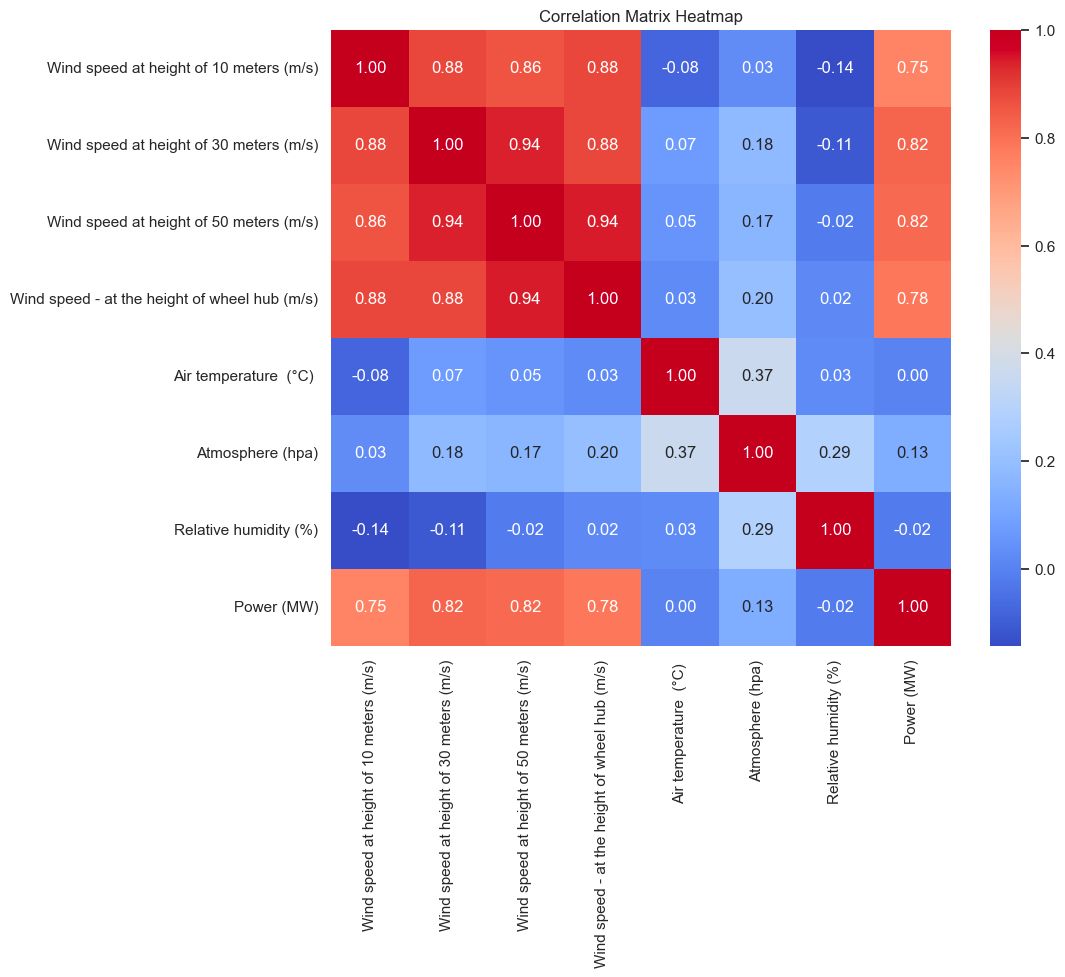 Correlation Matrix Heatmap
Wind speed at height of 10 meters (m/s) 1.00 0.88 0.86 0.88 -0.08 0.03 -0.14 0.75
Wind speed at height of 30 meters (m/s) 0.88 1.00 0.94 0.88 0.07 0.18 -0.11 0.82
Wind speed at height of 50 meters (m/s) 0.86 0.94 1.00 0.94 0.05 0.17 -0.02 0.82
Wind speed - at the height of wheel hub (m/s) 0.88 0.88 0.94 1.00 0.03 0.20 0.02 0.78
Air temperature  (°C) -0.08 0.07 0.05 0.03 1.00 0.37 0.03 0.00
Atmosphere (hpa) 0.03 0.18 0.17 0.20 0.37 1.00 0.29 0.13
Relative humidity (%) -0.14 -0.11 -0.02 0.02 0.03 0.29 1.00 -0.02
Power (MW) 0.75 0.82 0.82 0.78 0.00 0.13 -0.02 1.00
Wind speed at height of 10 meters (m/s)
Wind speed at height of 30 meters (m/s)
Wind speed at height of 50 meters (m/s)
Wind speed - at the height of wheel hub (m/s)
Air temperature  (°C)
Atmosphere (hpa)
Relative humidity (%)
Power (MW)
1.0
0.8
0.6
0.4
0.2
0.0